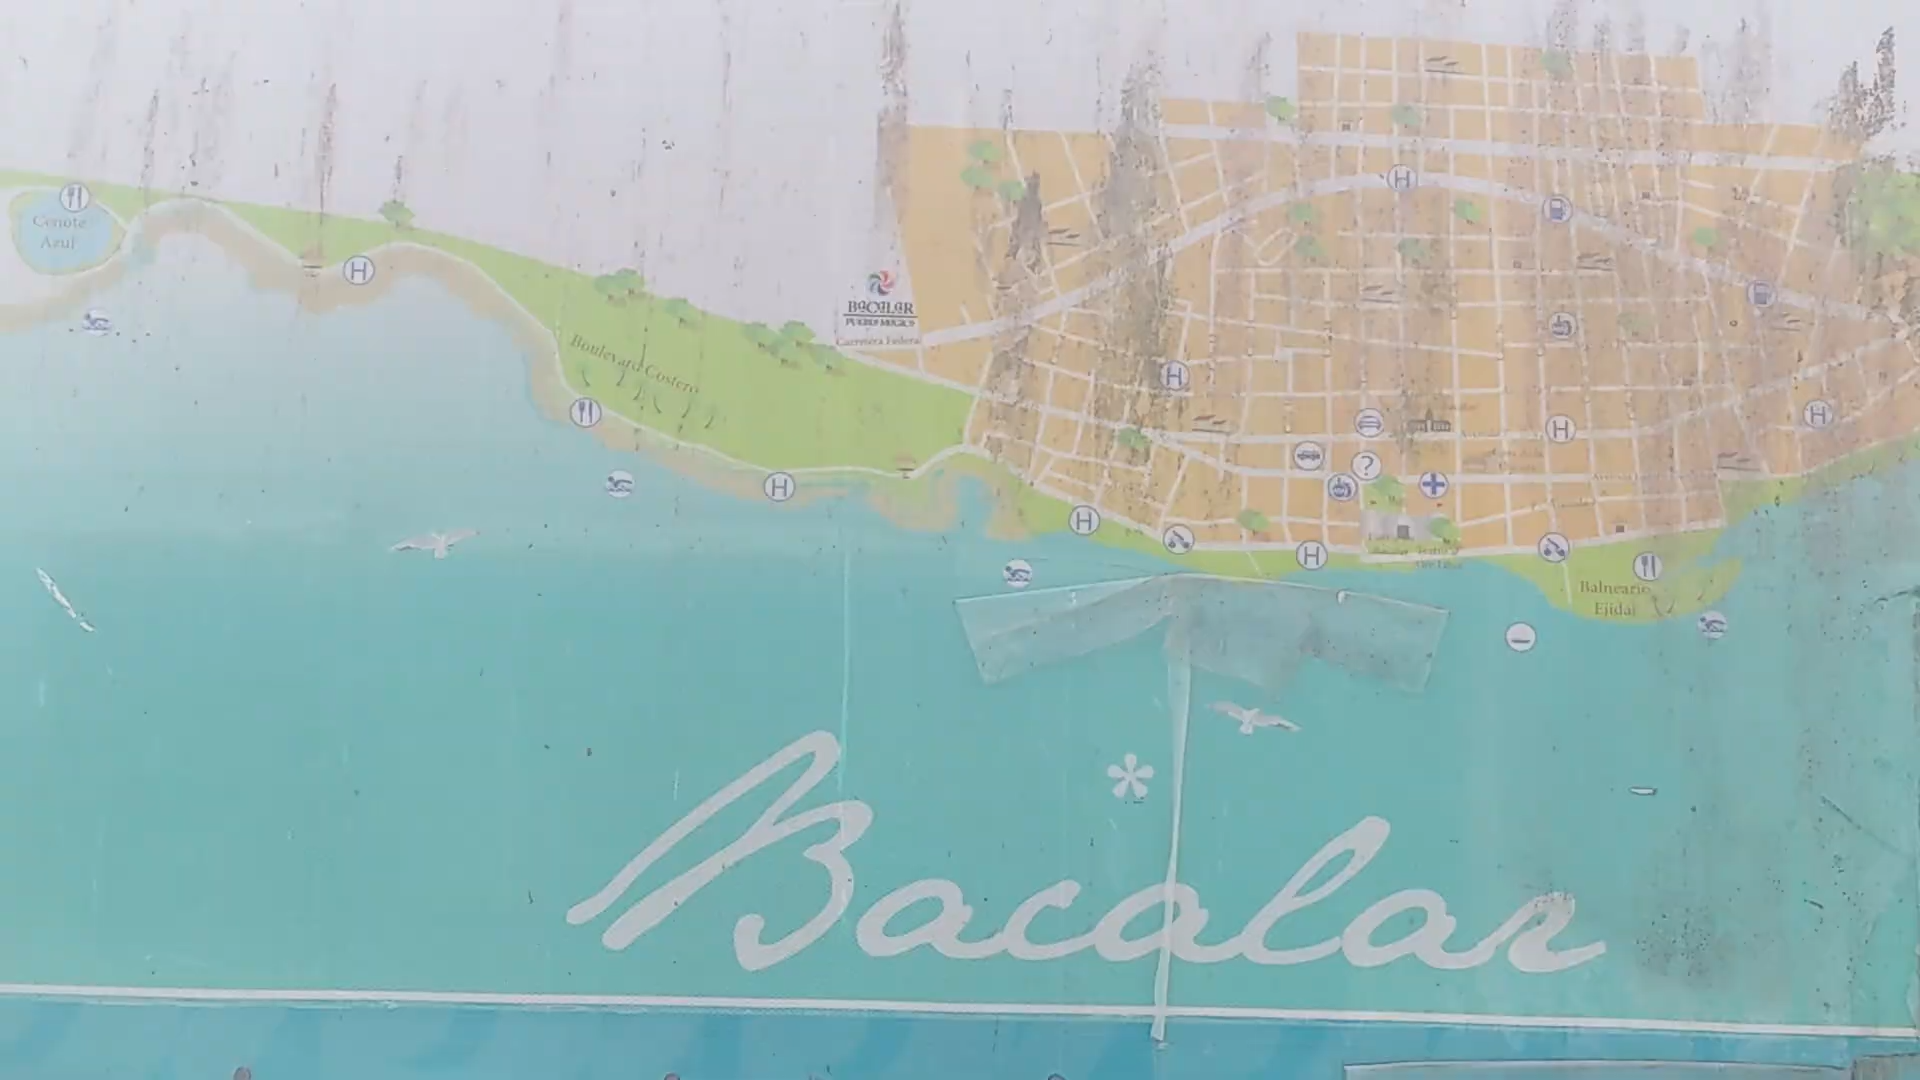 Cenote
Azul
H
Boulevard Costero
BACALAR
PUEBLO MÁGICO
Carretera Federal
H
H
H
H
H
?
H
H
H
Balneario
Ejidal
Bacalar